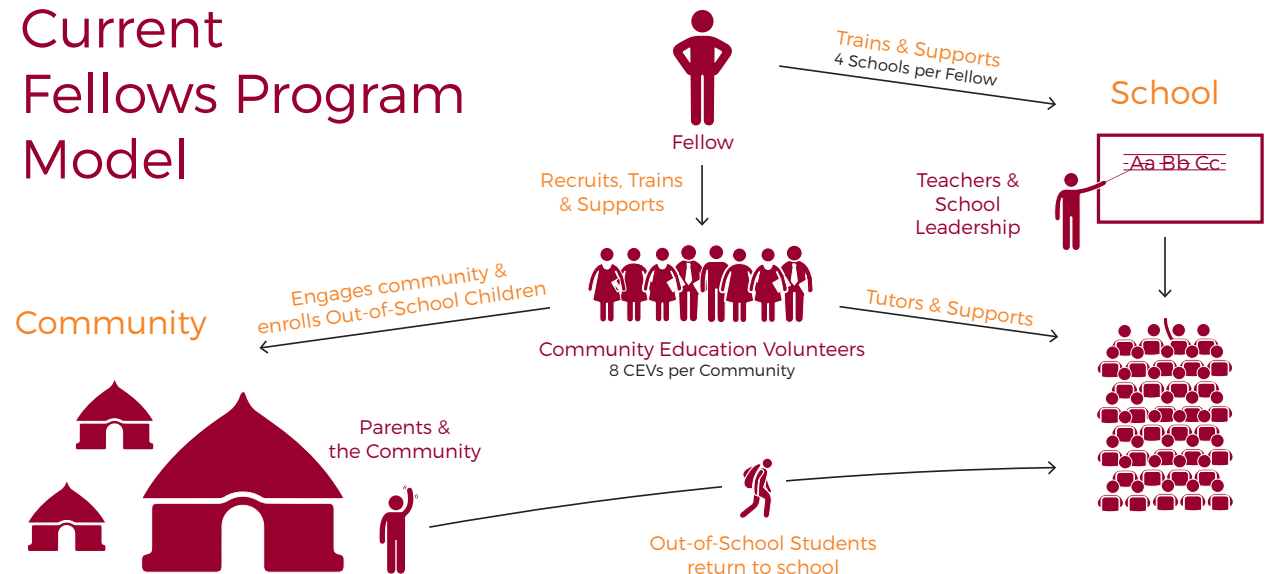 Current
Fellows Program
Model
Fellow
Trains & Supports
4 Schools per Fellow
School
-Aa Bb Cc-
Teachers &
School
Leadership
Recruits, Trains
& Supports
Engages community &
enrolls Out-of-School Children
Tutors & Supports
Community
Community Education Volunteers
8 CEVs per Community
Parents &
the Community
Out-of-School Students
return to school